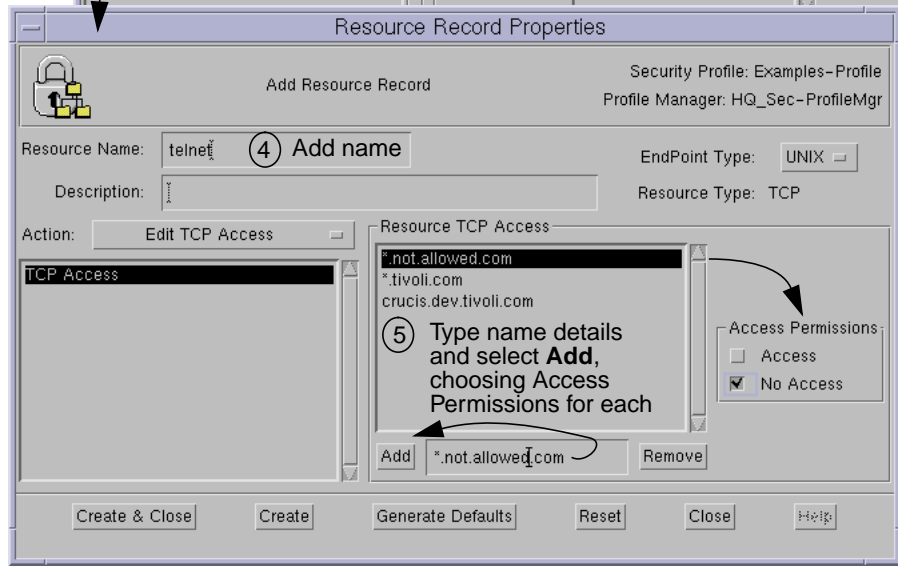 Resource Record Properties
Add Resource Record
Security Profile: Examples-Profile
Profile Manager: HQ_Sec-ProfileMgr
Resource Name: telnet
4 Add name
EndPoint Type: UNIX
Description:
Resource Type: TCP
Action: Edit TCP Access
TCP Access
Resource TCP Access
*.not.allowed.com
*.tivoli.com
crucis.dev.tivoli.com
5 Type name details
and select Add,
choosing Access
Permissions for each
Access Permissions
Access
No Access
Add *.not.allowed.com Remove
Create & Close Create Generate Defaults Reset Close Help